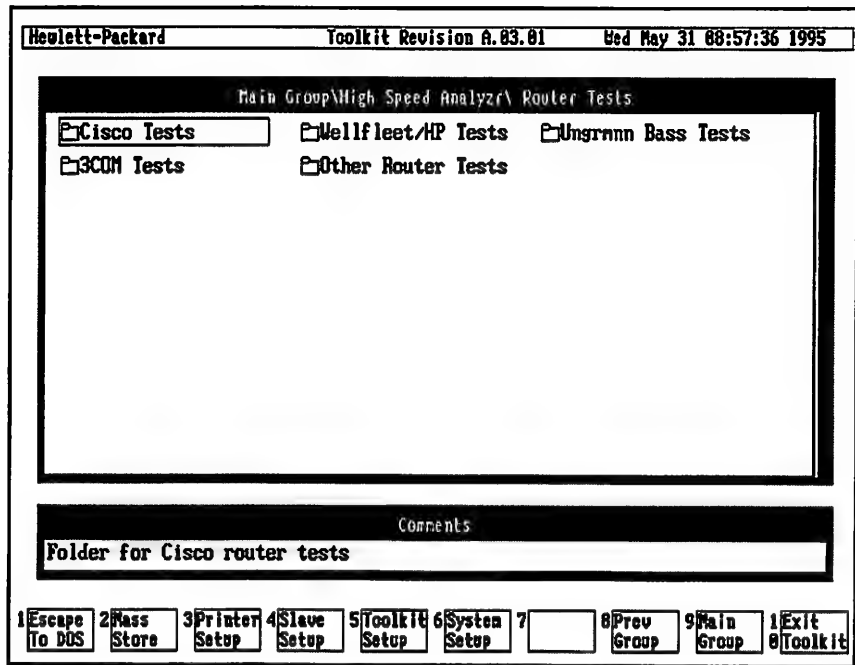 Hewlett-Packard Toolkit Revision A.03.01 Wed May 31 08:57:36 1995
Main Group\High Speed Analyzr\ Router Tests
Cisco Tests Wellfleet/HP Tests Ungrmnn Bass Tests
3COM Tests Other Router Tests
Comments
Folder for Cisco router tests
1 Escape To DOS
2 Mass Store
3 Printer Setup
4 Slave Setup
5 Toolkit Setup
6 System Setup
7
8 Prev Group
9 Main Group
10 Exit Toolkit